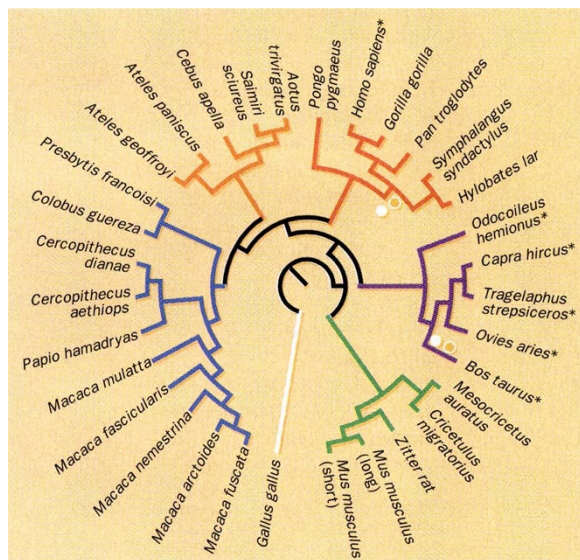 Presbytis francoisi
Ateles geoffroyi
Ateles paniscus
Cebus apella
Saimiri
sciureus
Aotus
trivirgatus
Pongo
pygmaeus
Homo sapiens*
Gorilla gorilla
Pan troglodytes
Symphalangus
syndactylus
Hylobates lar
Odocoileus
hemionus*
Capra hircus*
Tragelaphus
strepsiceros*
Ovies aries*
Bos taurus*
Mesocricetus
auratus
Cricetulus
migratorius
Zitter rat
Mus musculus
(long)
Mus musculus
(short)
Gallus gallus
Macaca fuscata
Macaca arctoides
Macaca nemestrina
Macaca fascicularis
Macaca mulatta
Papio hamadryas
Cercopithecus
aethiops
Cercopithecus
dianae
Colobus guereza